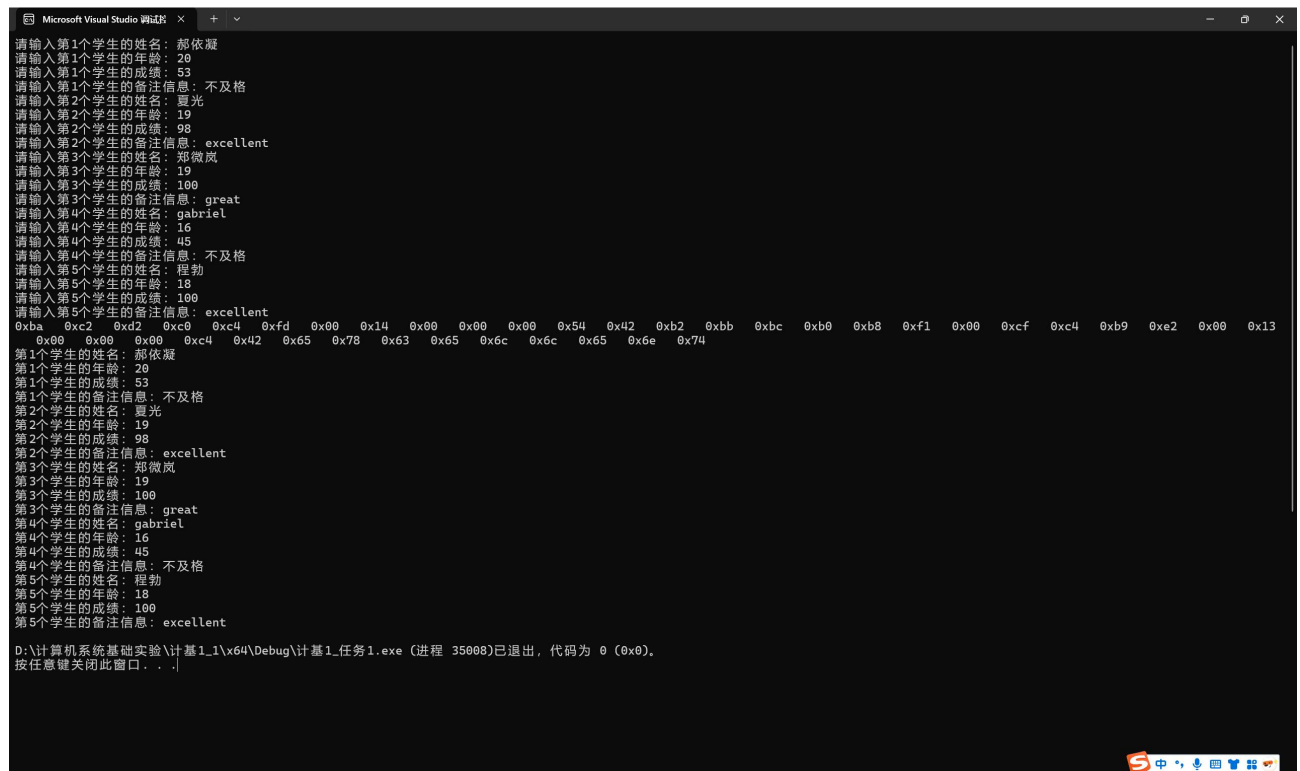 Microsoft Visual Studio 调试控
请输入第1个学生的姓名: 郝依凝
请输入第1个学生的年龄: 20
请输入第1个学生的成绩: 53
请输入第1个学生的备注信息: 不及格
请输入第2个学生的姓名: 夏光
请输入第2个学生的年龄: 19
请输入第2个学生的成绩: 98
请输入第2个学生的备注信息: excellent
请输入第3个学生的姓名: 郑微岚
请输入第3个学生的年龄: 19
请输入第3个学生的成绩: 100
请输入第3个学生的备注信息: great
请输入第4个学生的姓名: gabriel
请输入第4个学生的年龄: 16
请输入第4个学生的成绩: 45
请输入第4个学生的备注信息: 不及格
请输入第5个学生的姓名: 程勃
请输入第5个学生的年龄: 18
请输入第5个学生的成绩: 100
请输入第5个学生的备注信息: excellent
0xba 0xc2 0xd2 0xc0 0xc4 0xfd 0x00 0x14 0x00 0x00 0x00 0x54 0x42 0xb2 0xbb 0xbc 0xb0 0xb8 0xf1 0x00 0xcf 0xc4 0xb9 0xe2 0x00 0x13
0x00 0x00 0x00 0xc4 0x42 0x65 0x78 0x63 0x65 0x6c 0x6c 0x65 0x6e 0x74
第1个学生的姓名: 郝依凝
第1个学生的年龄: 20
第1个学生的成绩: 53
第1个学生的备注信息: 不及格
第2个学生的姓名: 夏光
第2个学生的年龄: 19
第2个学生的成绩: 98
第2个学生的备注信息: excellent
第3个学生的姓名: 郑微岚
第3个学生的年龄: 19
第3个学生的成绩: 100
第3个学生的备注信息: great
第4个学生的姓名: gabriel
第4个学生的年龄: 16
第4个学生的成绩: 45
第4个学生的备注信息: 不及格
第5个学生的姓名: 程勃
第5个学生的年龄: 18
第5个学生的成绩: 100
第5个学生的备注信息: excellent
D:\计算机系统基础实验\计基1_1\x64\Debug\计基1_任务1.exe (进程 35008)已退出，代码为 0 (0x0)。
按任意键关闭此窗口. . .
中